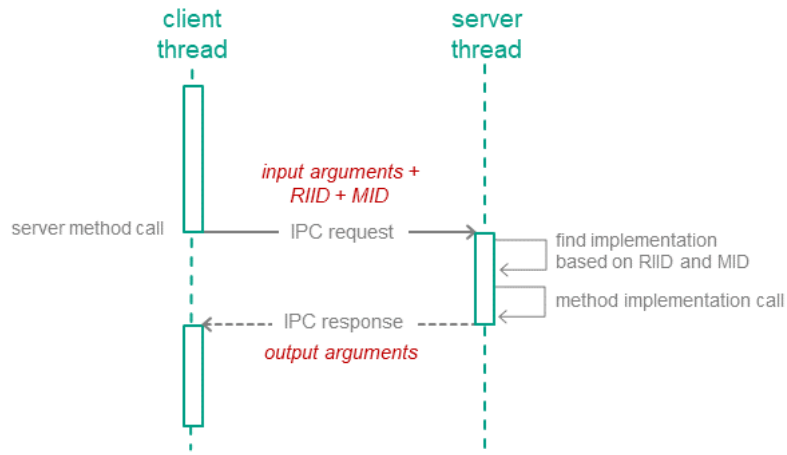 client
thread
server
thread
input arguments +
RIID + MID
server method call
IPC request
find implementation
based on RIID and MID
method implementation call
IPC response
output arguments